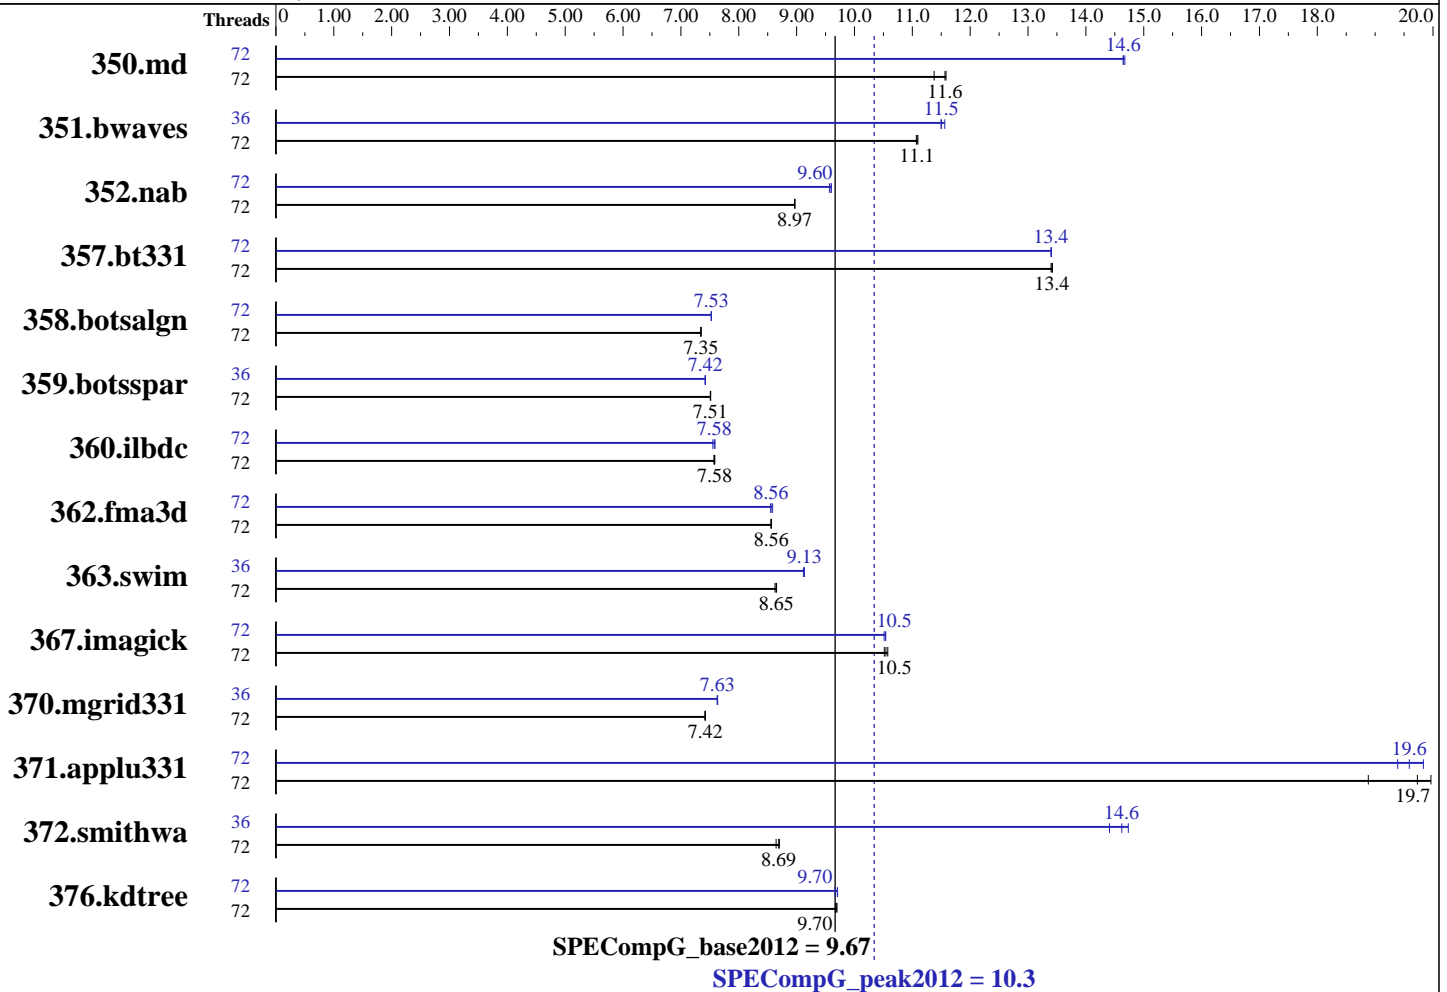 Threads 0 1.00 2.00 3.00 4.00 5.00 6.00 7.00 8.00 9.00 10.0 11.0 12.0 13.0 14.0 15.0 16.0 17.0 18.0 20.0
350.md 72 14.6
72 11.6
351.bwaves 36 11.5
72 11.1
352.nab 72 9.60
72 8.97
357.bt331 72 13.4
72 13.4
358.botsalgn 72 7.53
72 7.35
359.botsspar 36 7.42
72 7.51
360.ilbdc 72 7.58
72 7.58
362.fma3d 72 8.56
72 8.56
363.swim 36 9.13
72 8.65
367.imagick 72 10.5
72 10.5
370.mgrid331 36 7.63
72 7.42
371.applu331 72 19.6
72 19.7
372.smithwa 36 14.6
72 8.69
376.kdtree 72 9.70
72 9.70
SPECompG_base2012 = 9.67
SPECompG_peak2012 = 10.3